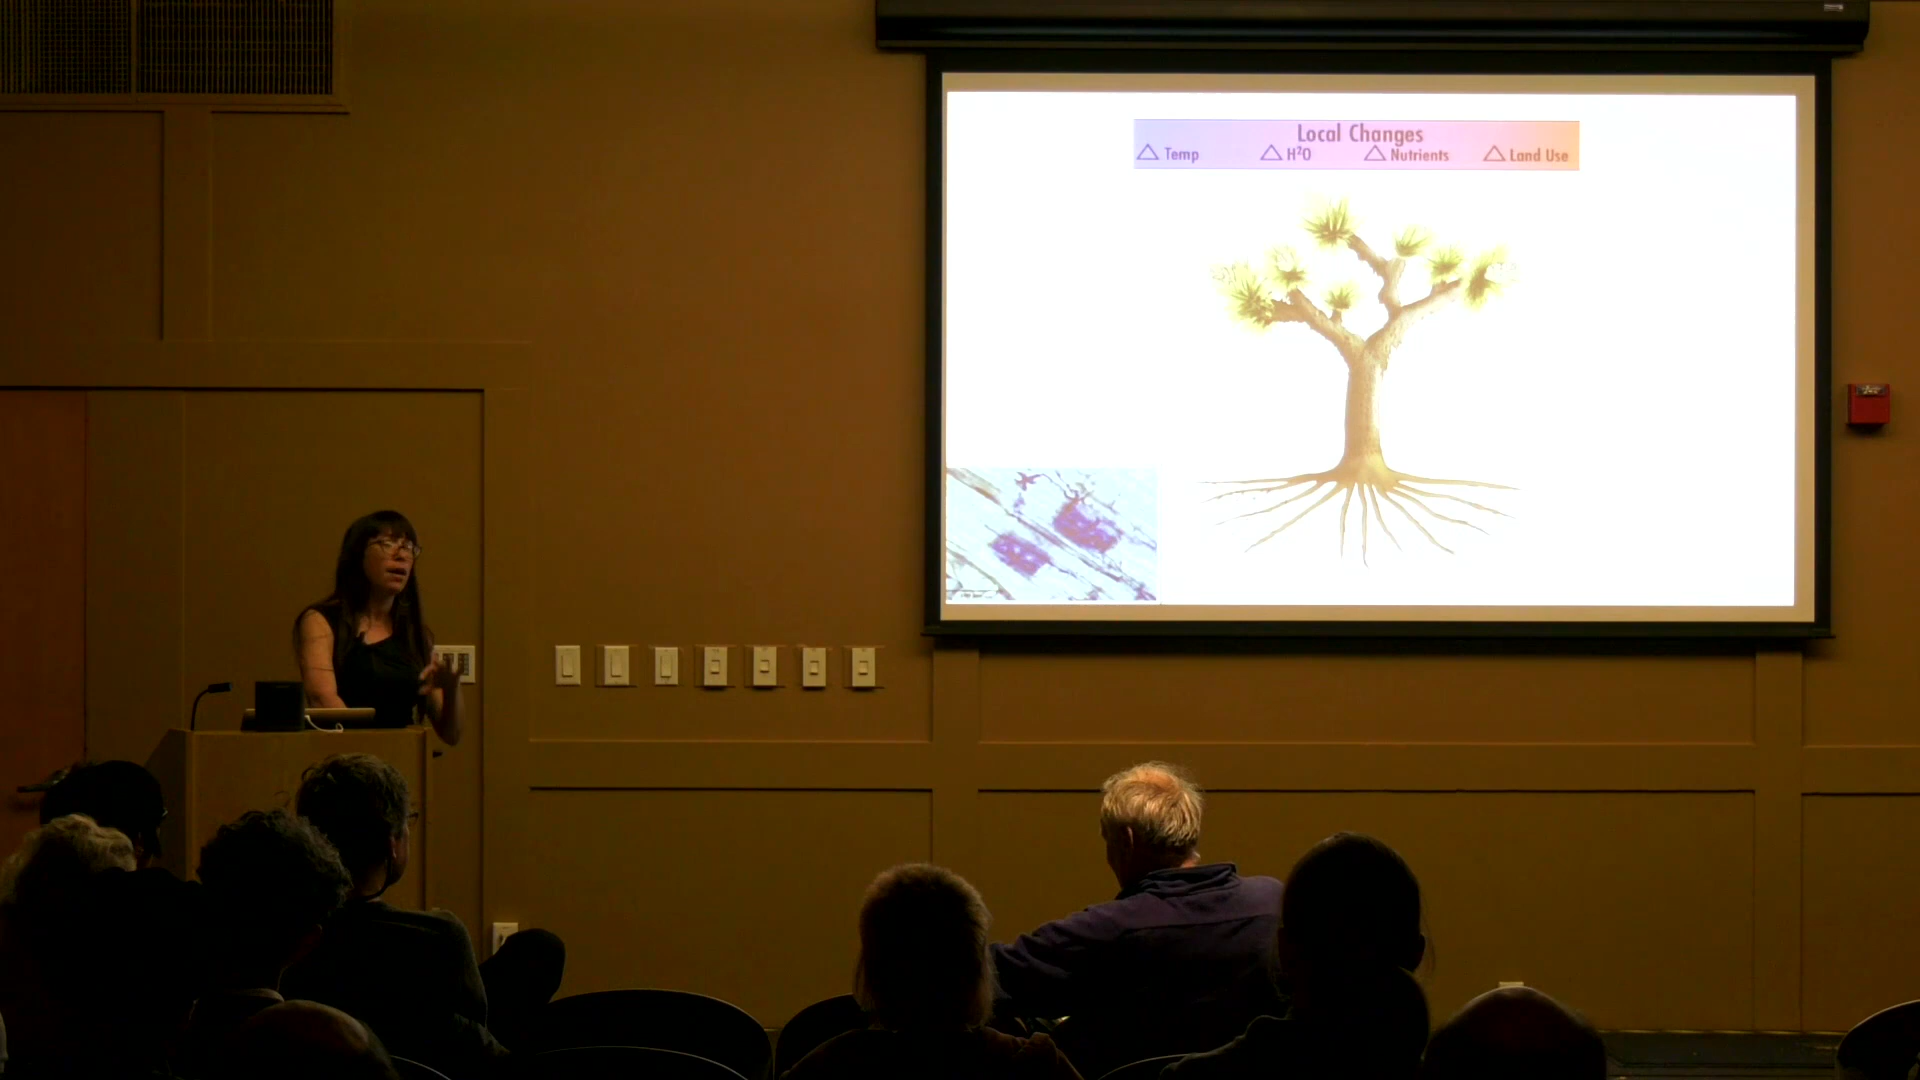 Local Changes
△ Temp △ H²O △ Nutrients △ Land Use